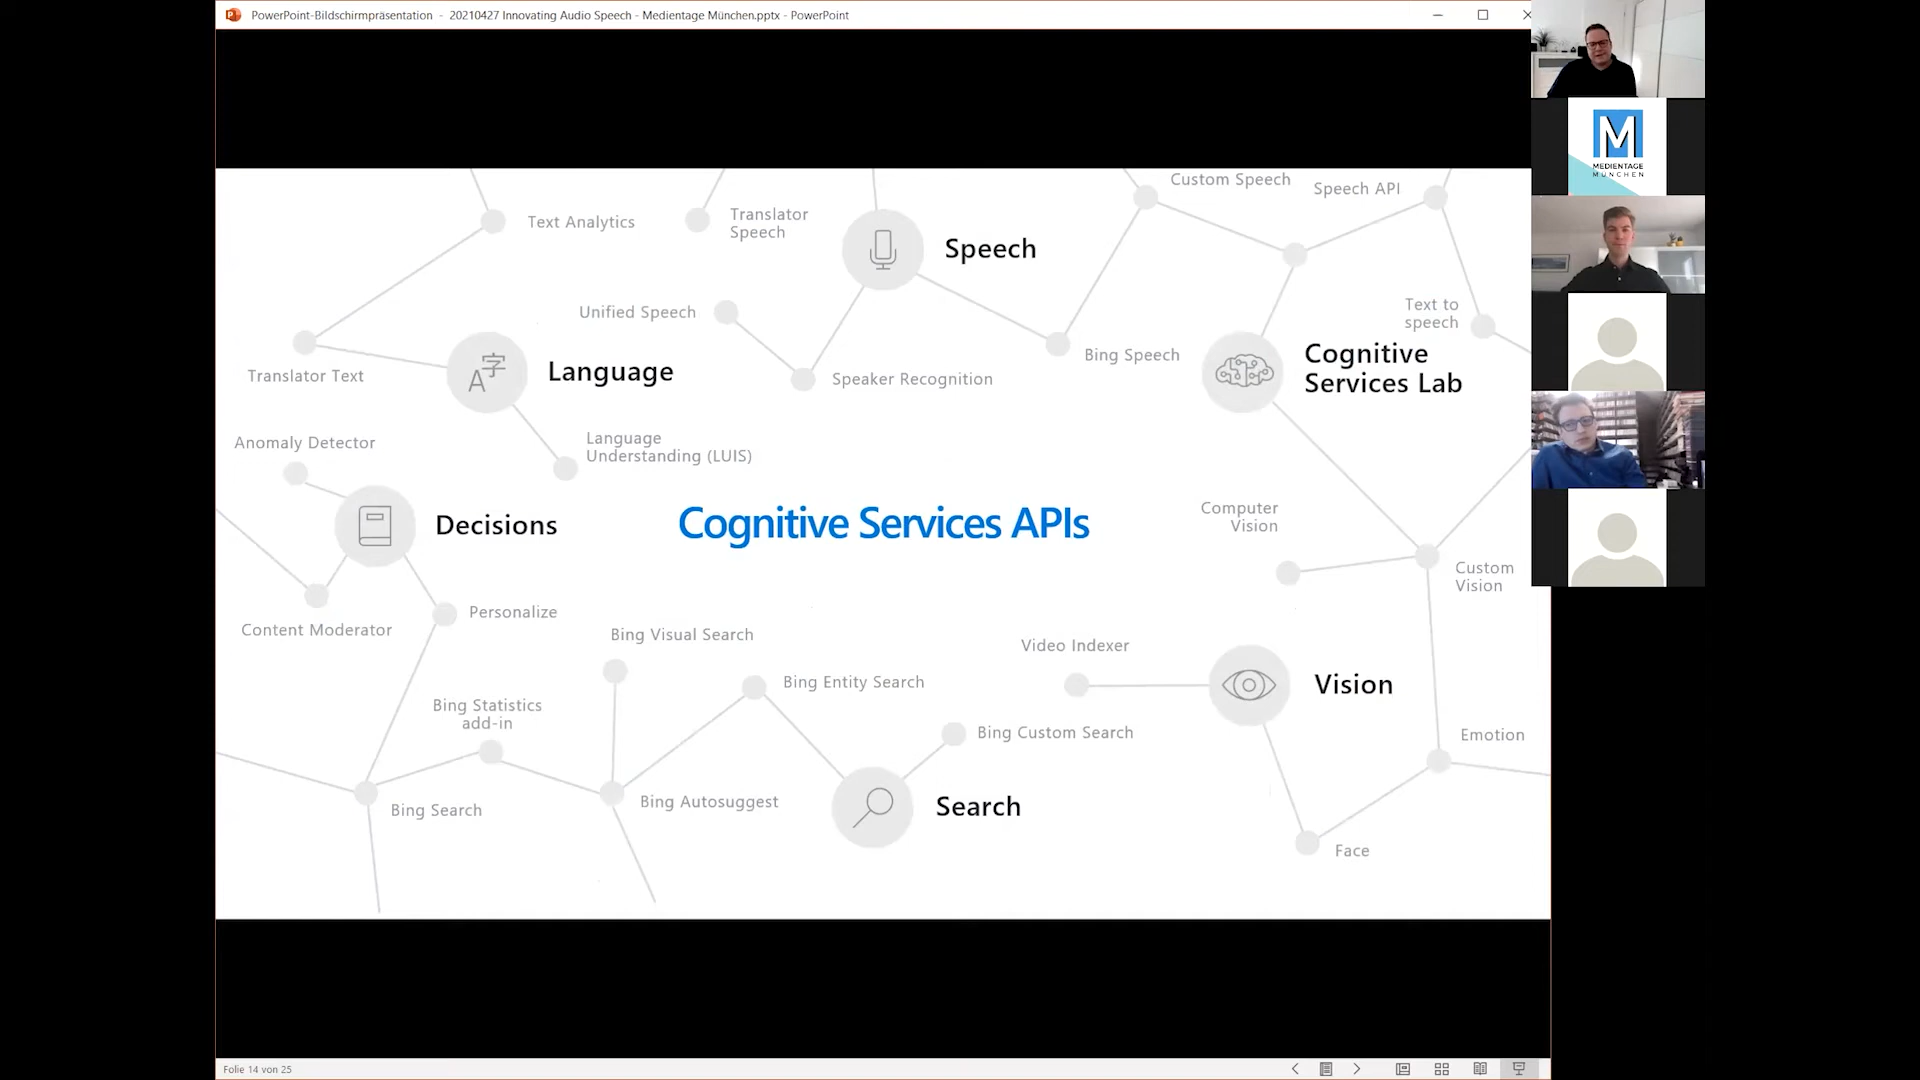 PowerPoint-Bildschirmpräsentation - 20210427 Innovating Audio Speech - Medientage München.pptx - PowerPoint
M
MEDIENTAGE
MÜNCHEN
Custom Speech
Speech API
Text Analytics
Translator
Speech
Speech
Unified Speech
Text to
speech
Bing Speech
Cognitive
Services Lab
Translator Text
字
A
Language
Speaker Recognition
Anomaly Detector
Language
Understanding (LUIS)
Decisions
Cognitive Services APIs
Computer
Vision
Custom
Vision
Content Moderator
Personalize
Bing Visual Search
Video Indexer
Bing Entity Search
Vision
Bing Statistics
add-in
Bing Custom Search
Emotion
Bing Search
Bing Autosuggest
Search
Face
Folie 14 von 25